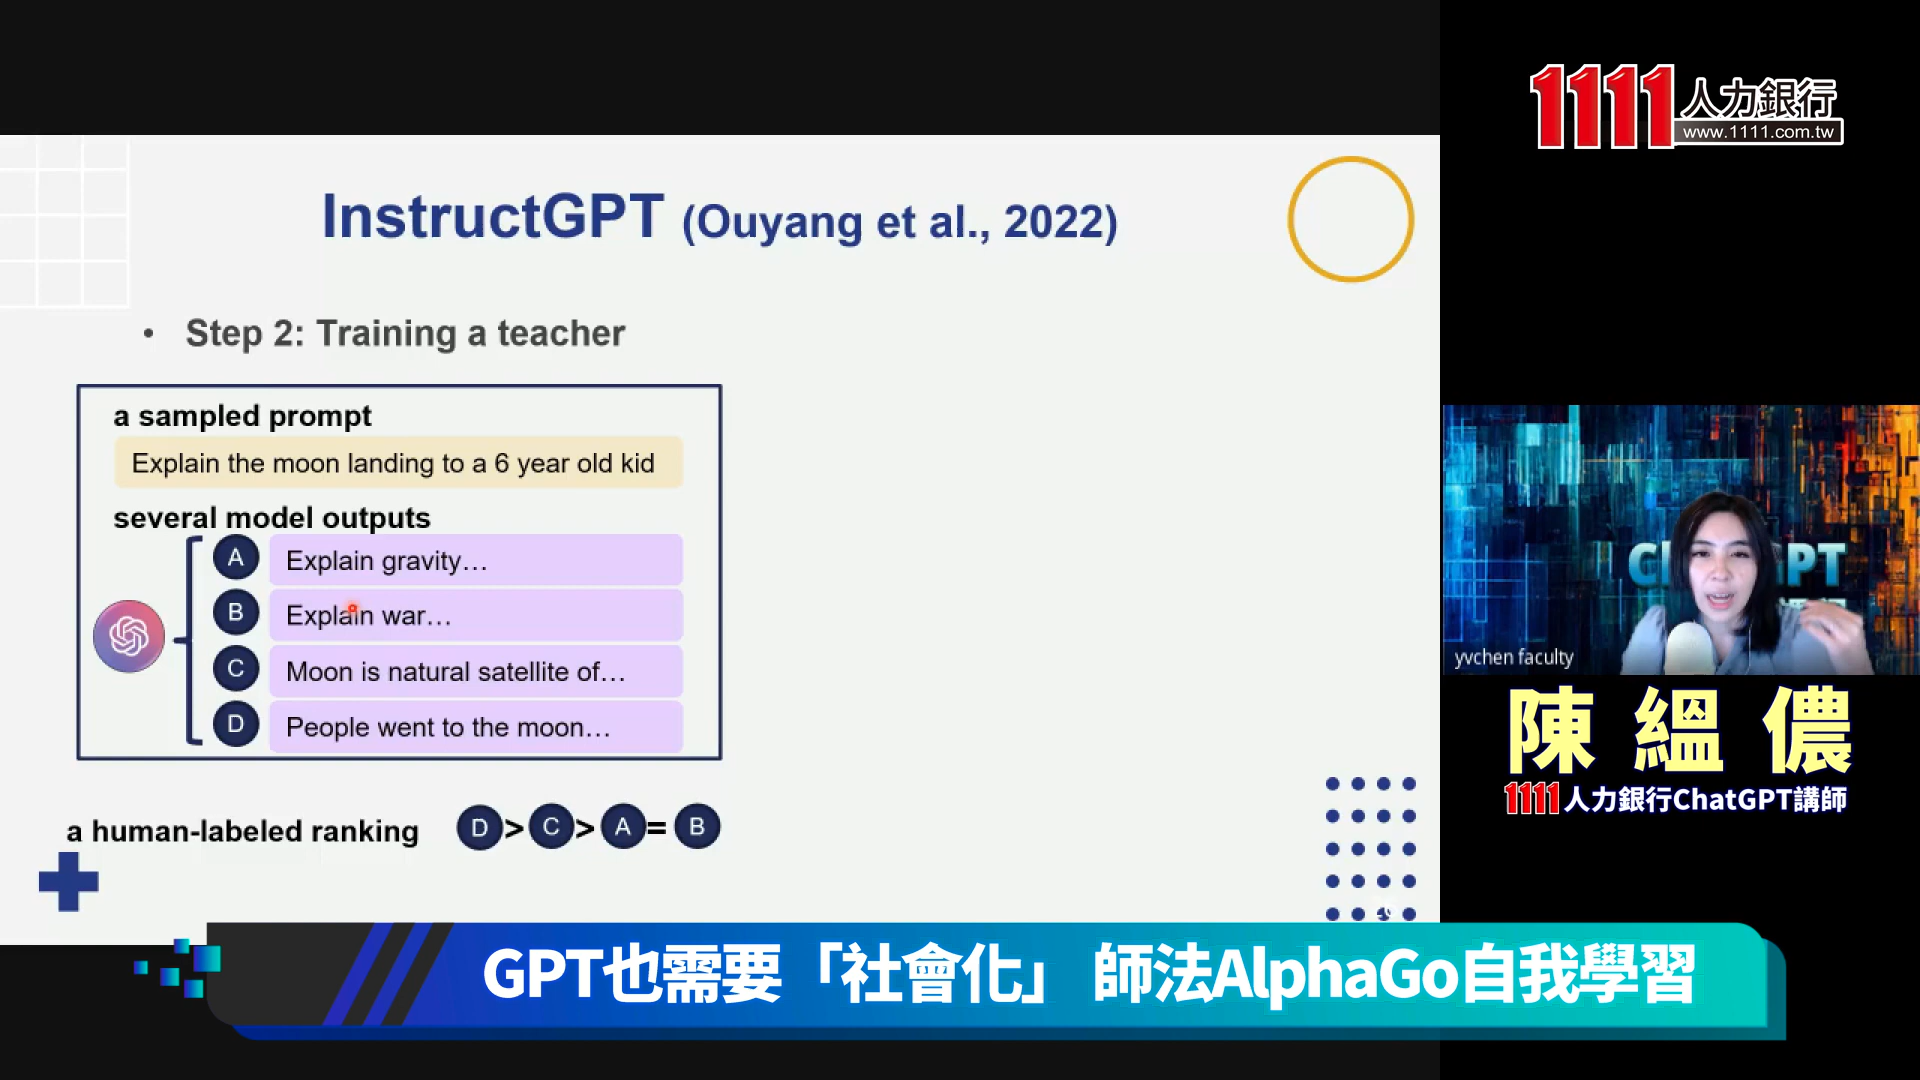 InstructGPT (Ouyang et al., 2022)
• Step 2: Training a teacher
a sampled prompt
Explain the moon landing to a 6 year old kid
several model outputs
A Explain gravity...
B Explain war...
C Moon is natural satellite of...
D People went to the moon...
a human-labeled ranking D > C > A = B
1111人力銀行
www.1111.com.tw
yvchen faculty
陳縕儂
1111人力銀行ChatGPT講師
GPT也需要「社會化」 師法AlphaGo自我學習